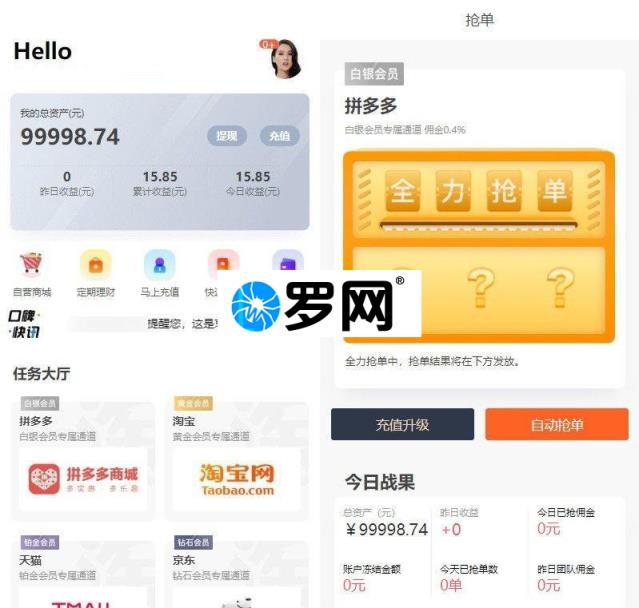 Hello
0+
我的总资产(元)
99998.74
提现
充值
0
昨日收益(元)
15.85
累计收益(元)
15.85
今日收益(元)
自营商城
定期理财
马上充值
口碑
快讯
提醒您，这是
任务大厅
白银会员
拼多多
白银会员专属通道
拼多多商城
多实惠·多乐趣
黄金会员
淘宝
黄金会员专属通道
淘宝网
Taobao.com
铂金会员
天猫
铂金会员专属通道
TMALL
钻石会员
京东
钻石会员专属通道
罗网®
抢单
白银会员
拼多多
白银会员专属通道 佣金0.4%
全力抢单
? ?
全力抢单中，抢单结果将在下方发放。
充值升级
自动抢单
今日战果
总资产（元）
￥99998.74
昨日收益
+0
今日已抢佣金
0元
账户冻结金额
0元
今天已抢单数
0单
昨日团队佣金
0元